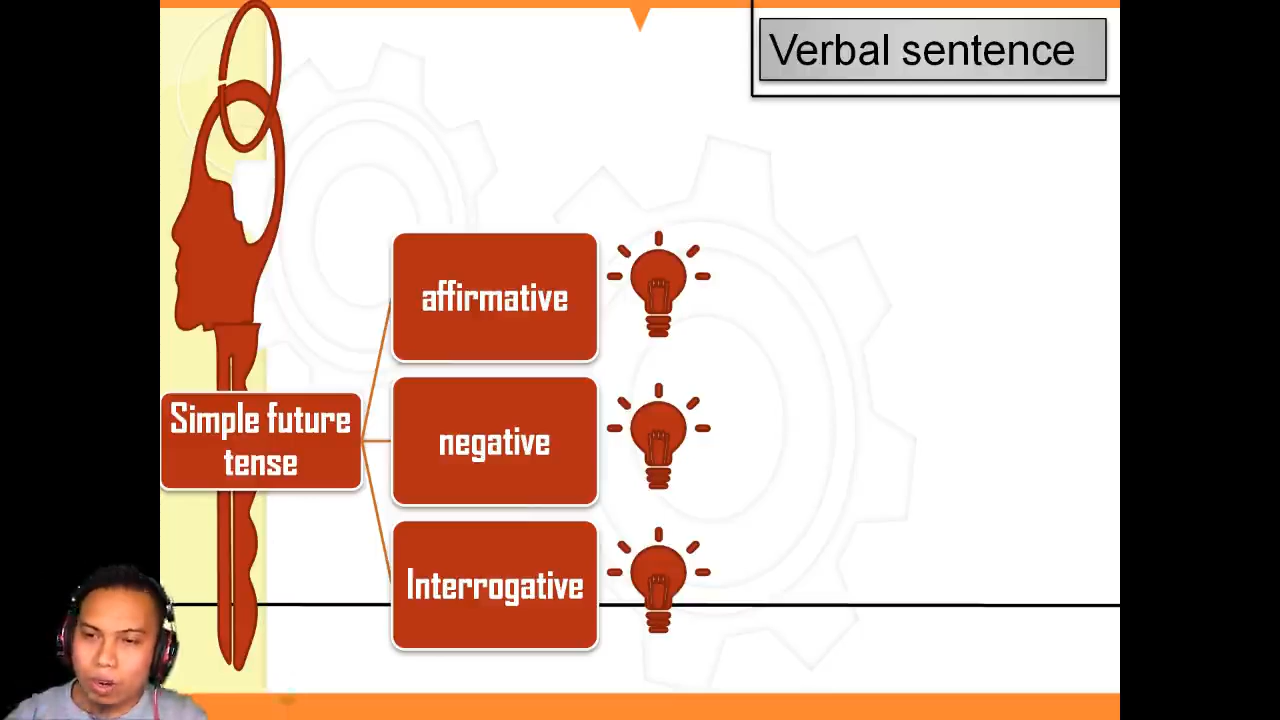 Verbal sentence
affirmative
Simple future
tense
negative
Interrogative